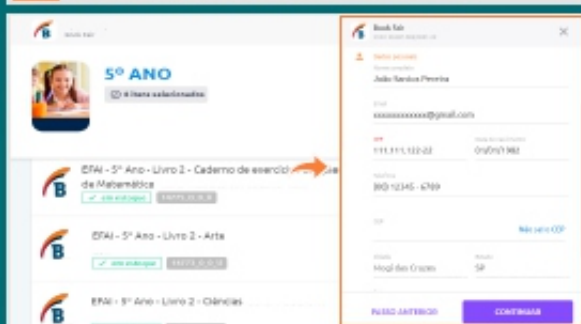 Book Fair
5º ANO
itens selecionados
EFAI - 5º Ano - Livro 2 - Caderno de
de Matemática
em estoque
EFAI - 5º Ano - Livro 2 - Arte
em estoque
EFAI - 5º Ano - Livro 2 - Ciências
Book Fair
Dados pessoais
Nome completo
João Santos Pereira
Email
xxxxxxxxxxxx@gmail.com
CPF
Data de nascimento
111.111.122-22
01/01/1982
Telefone
12345 - 6789
CEP
Não sei o CEP
Cidade
Estado
Mogi das Cruzes
SP
PASSO ANTERIOR
CONTINUAR